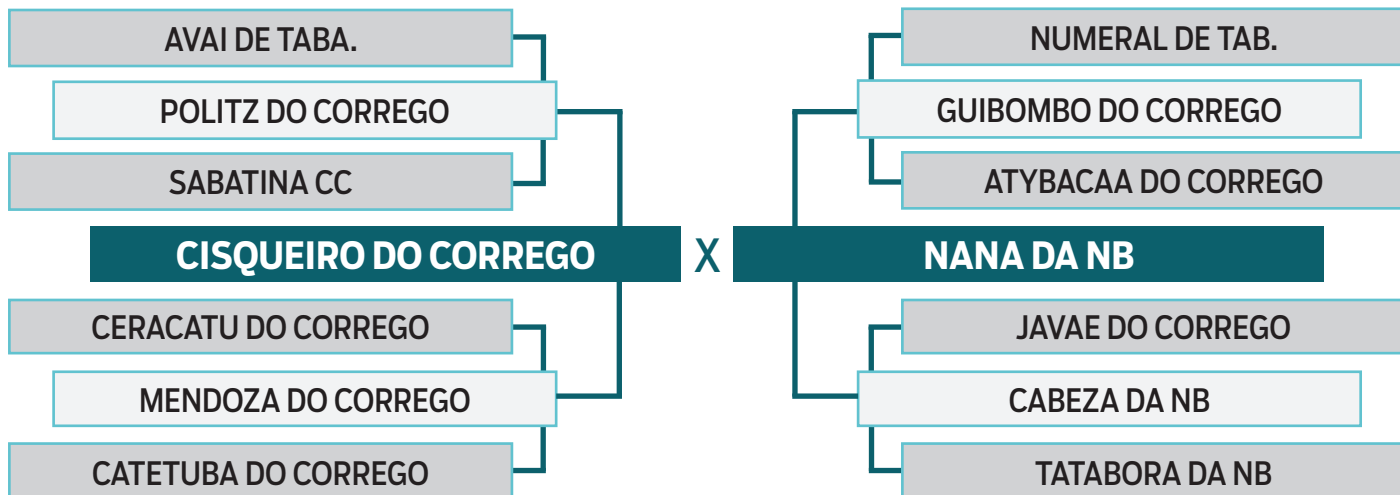 AVAI DE TABA.
POLITZ DO CORREGO
SABATINA CC
CISQUEIRO DO CORREGO
CERACATU DO CORREGO
MENDOZA DO CORREGO
CATETUBA DO CORREGO
X
NUMERAL DE TAB.
GUIBOMBO DO CORREGO
ATYBACAA DO CORREGO
NANA DA NB
JAVAE DO CORREGO
CABEZA DA NB
TATABORA DA NB